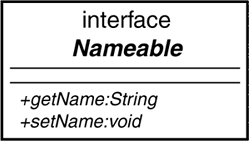 interface
Nameable
+getName:String
+setName:void